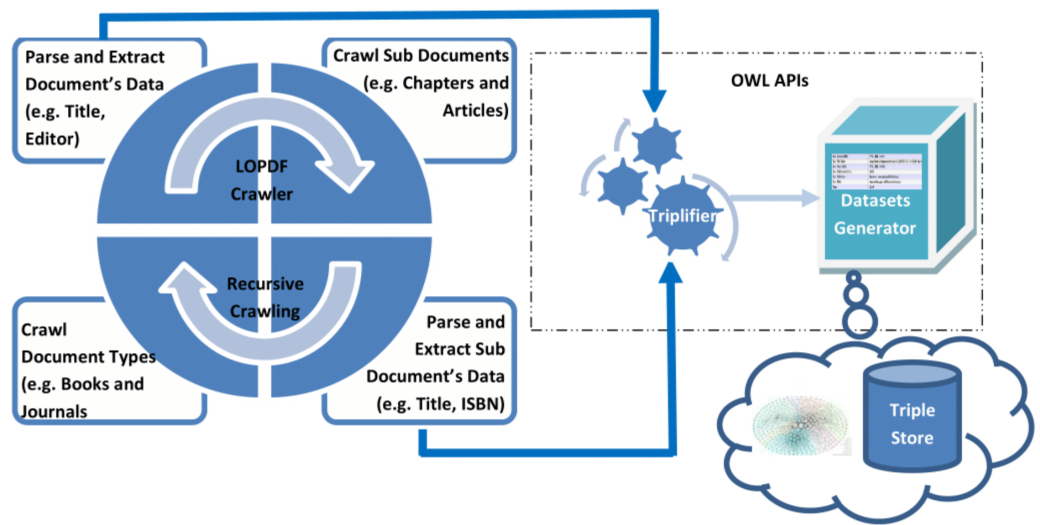 Parse and Extract
Document's Data
(e.g. Title,
Editor)
Crawl Sub Documents
(e.g. Chapters and
Articles)
LOPDF
Crawler
Recursive
Crawling
Crawl
Document Types
(e.g. Books and
Journals
Parse and
Extract Sub
Document's Data
(e.g. Title, ISBN)
OWL APIs
Triplifier
Datasets
Generator
Triple
Store